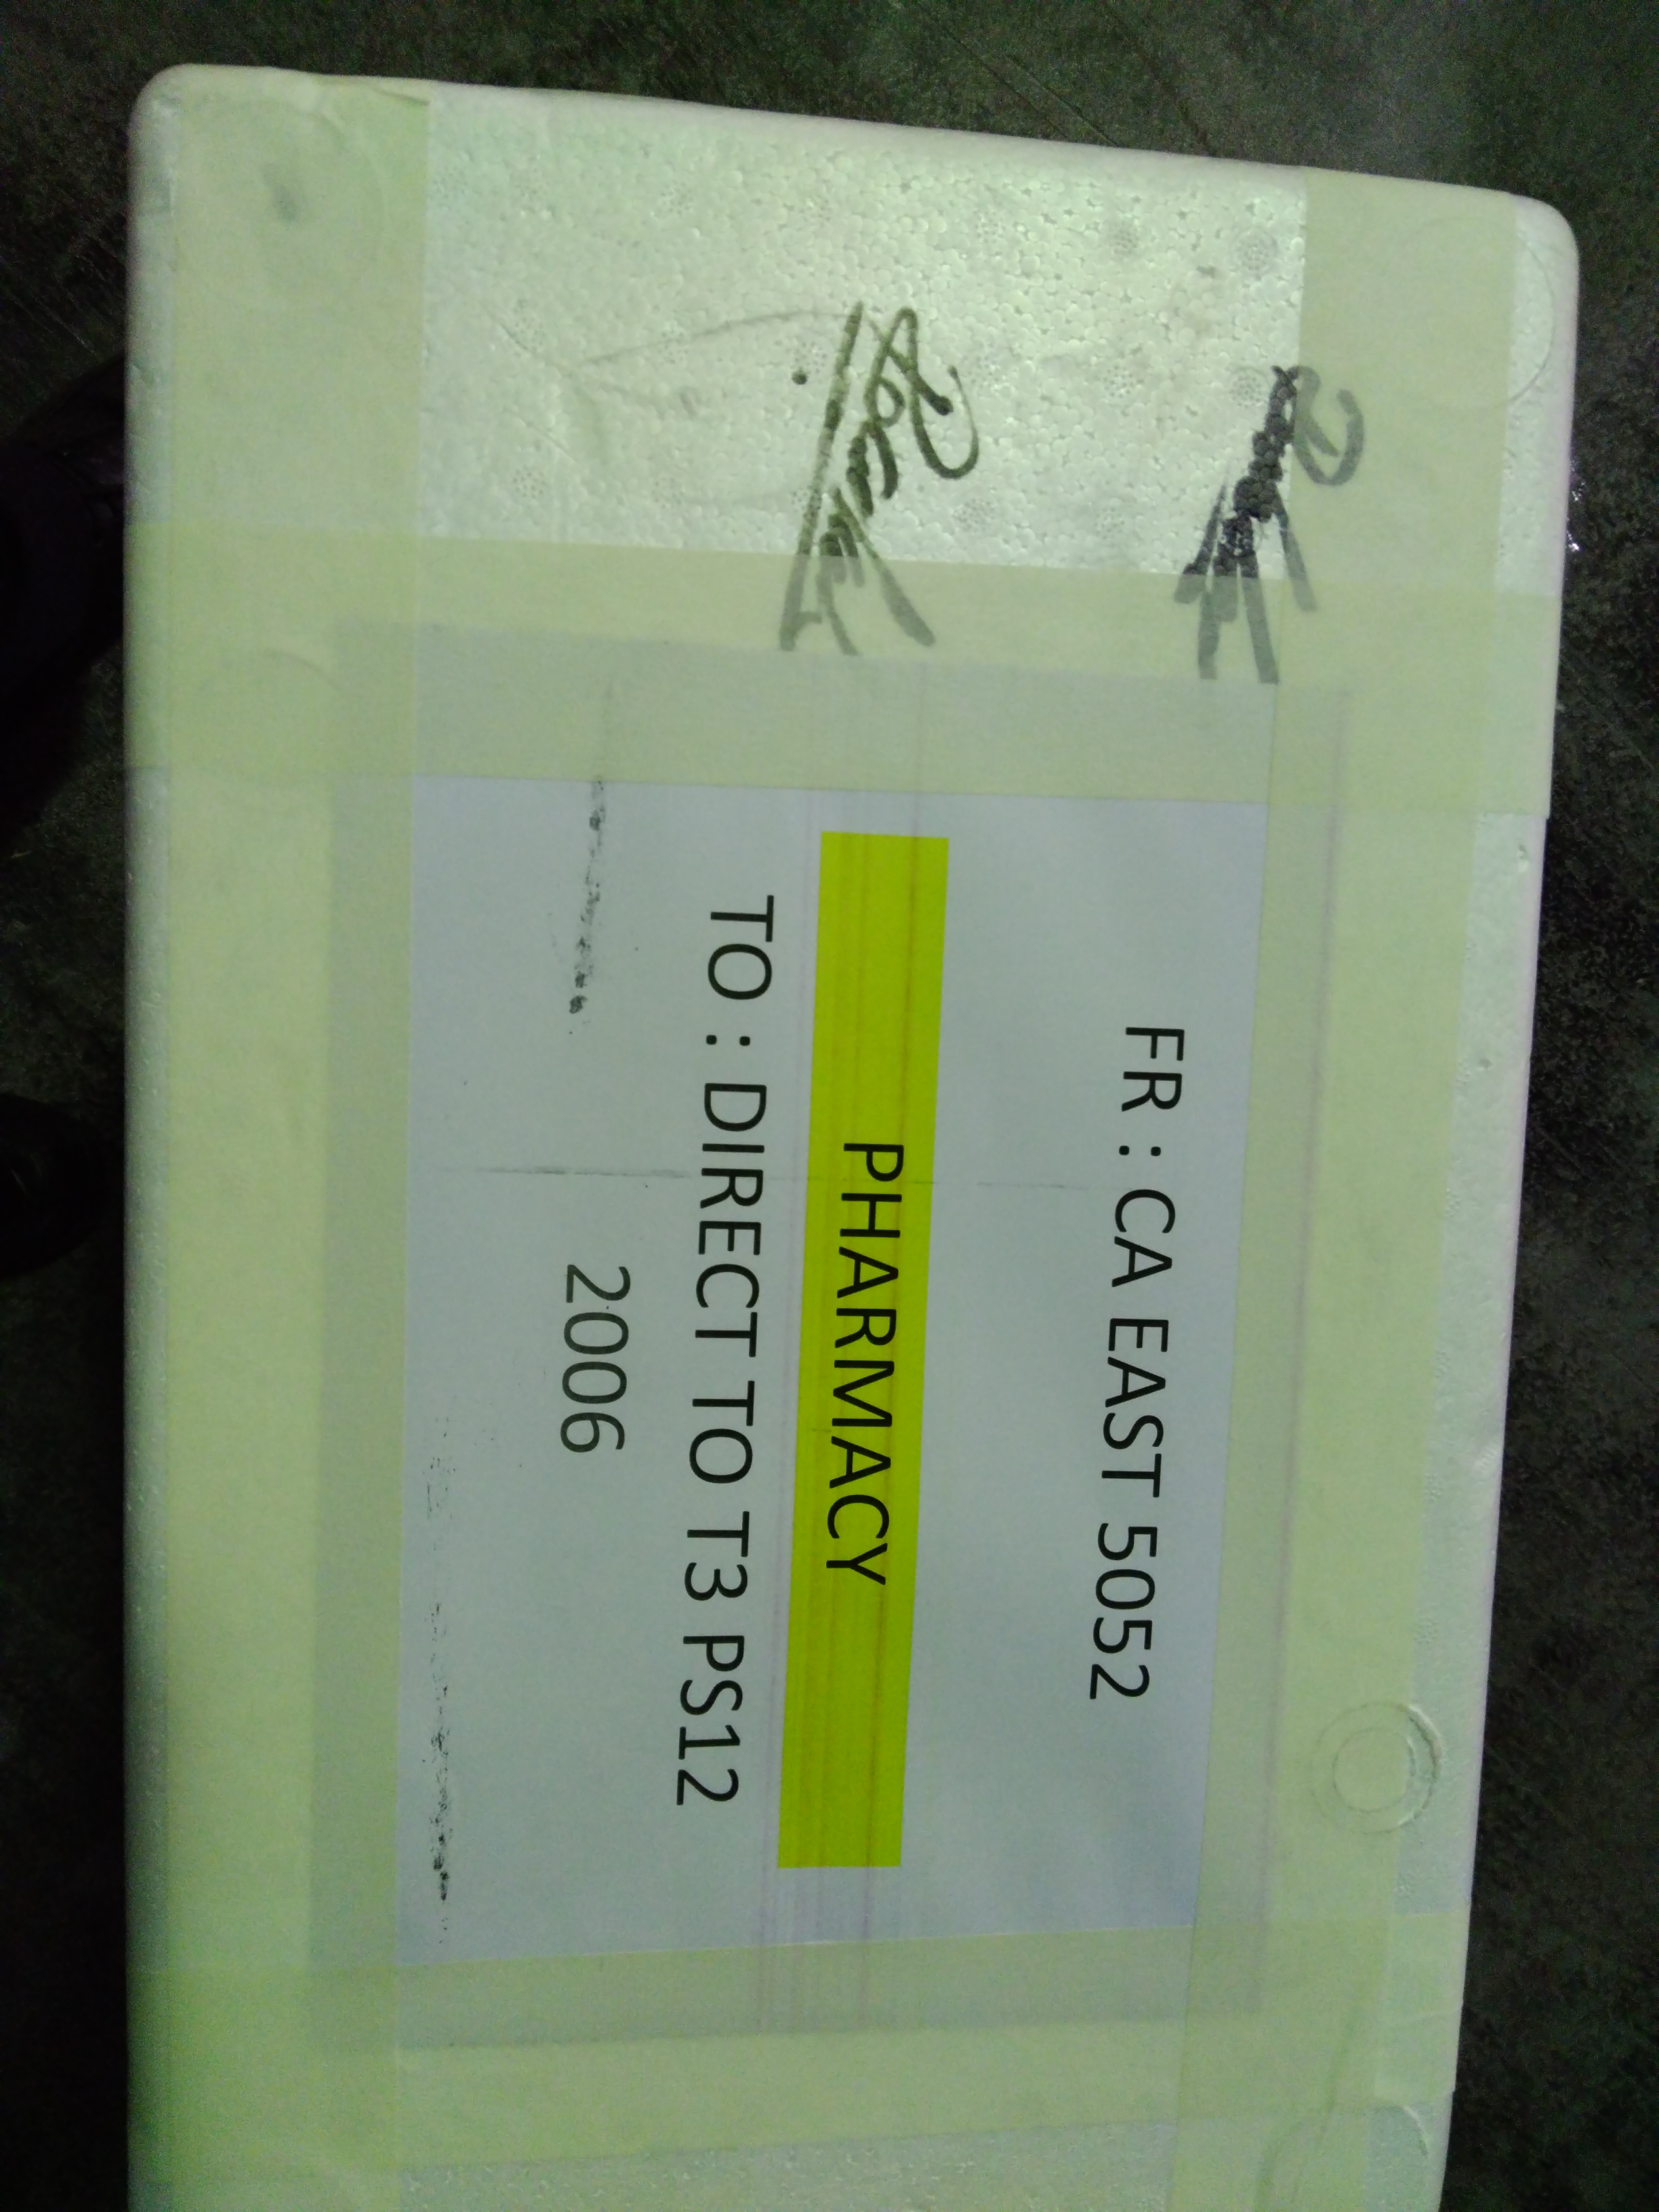 FR : CA EAST 5052
PHARMACY
TO : DIRECT TO T3 PS12
2006